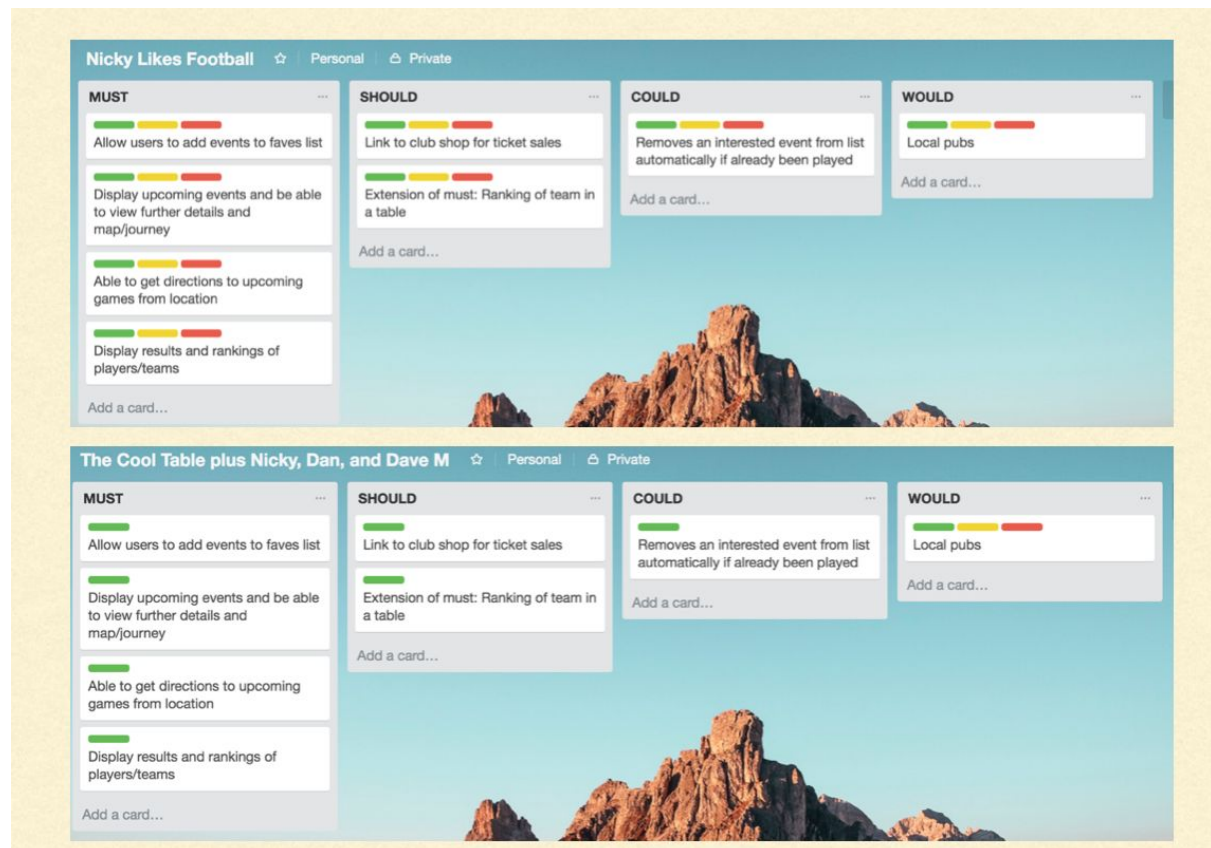 Nicky Likes Football ☆ Personal Private
MUST ...
Allow users to add events to faves list
Display upcoming events and be able
to view further details and
map/journey
Able to get directions to upcoming
games from location
Display results and rankings of
players/teams
Add a card...
SHOULD ...
Link to club shop for ticket sales
Extension of must: Ranking of team in
a table
Add a card...
COULD ...
Removes an interested event from list
automatically if already been played
Add a card...
WOULD ...
Local pubs
Add a card...
The Cool Table plus Nicky, Dan, and Dave M ☆ Personal Private
MUST ...
Allow users to add events to faves list
Display upcoming events and be able
to view further details and
map/journey
Able to get directions to upcoming
games from location
Display results and rankings of
players/teams
Add a card...
SHOULD ...
Link to club shop for ticket sales
Extension of must: Ranking of team in
a table
Add a card...
COULD ...
Removes an interested event from list
automatically if already been played
Add a card...
WOULD ...
Local pubs
Add a card...